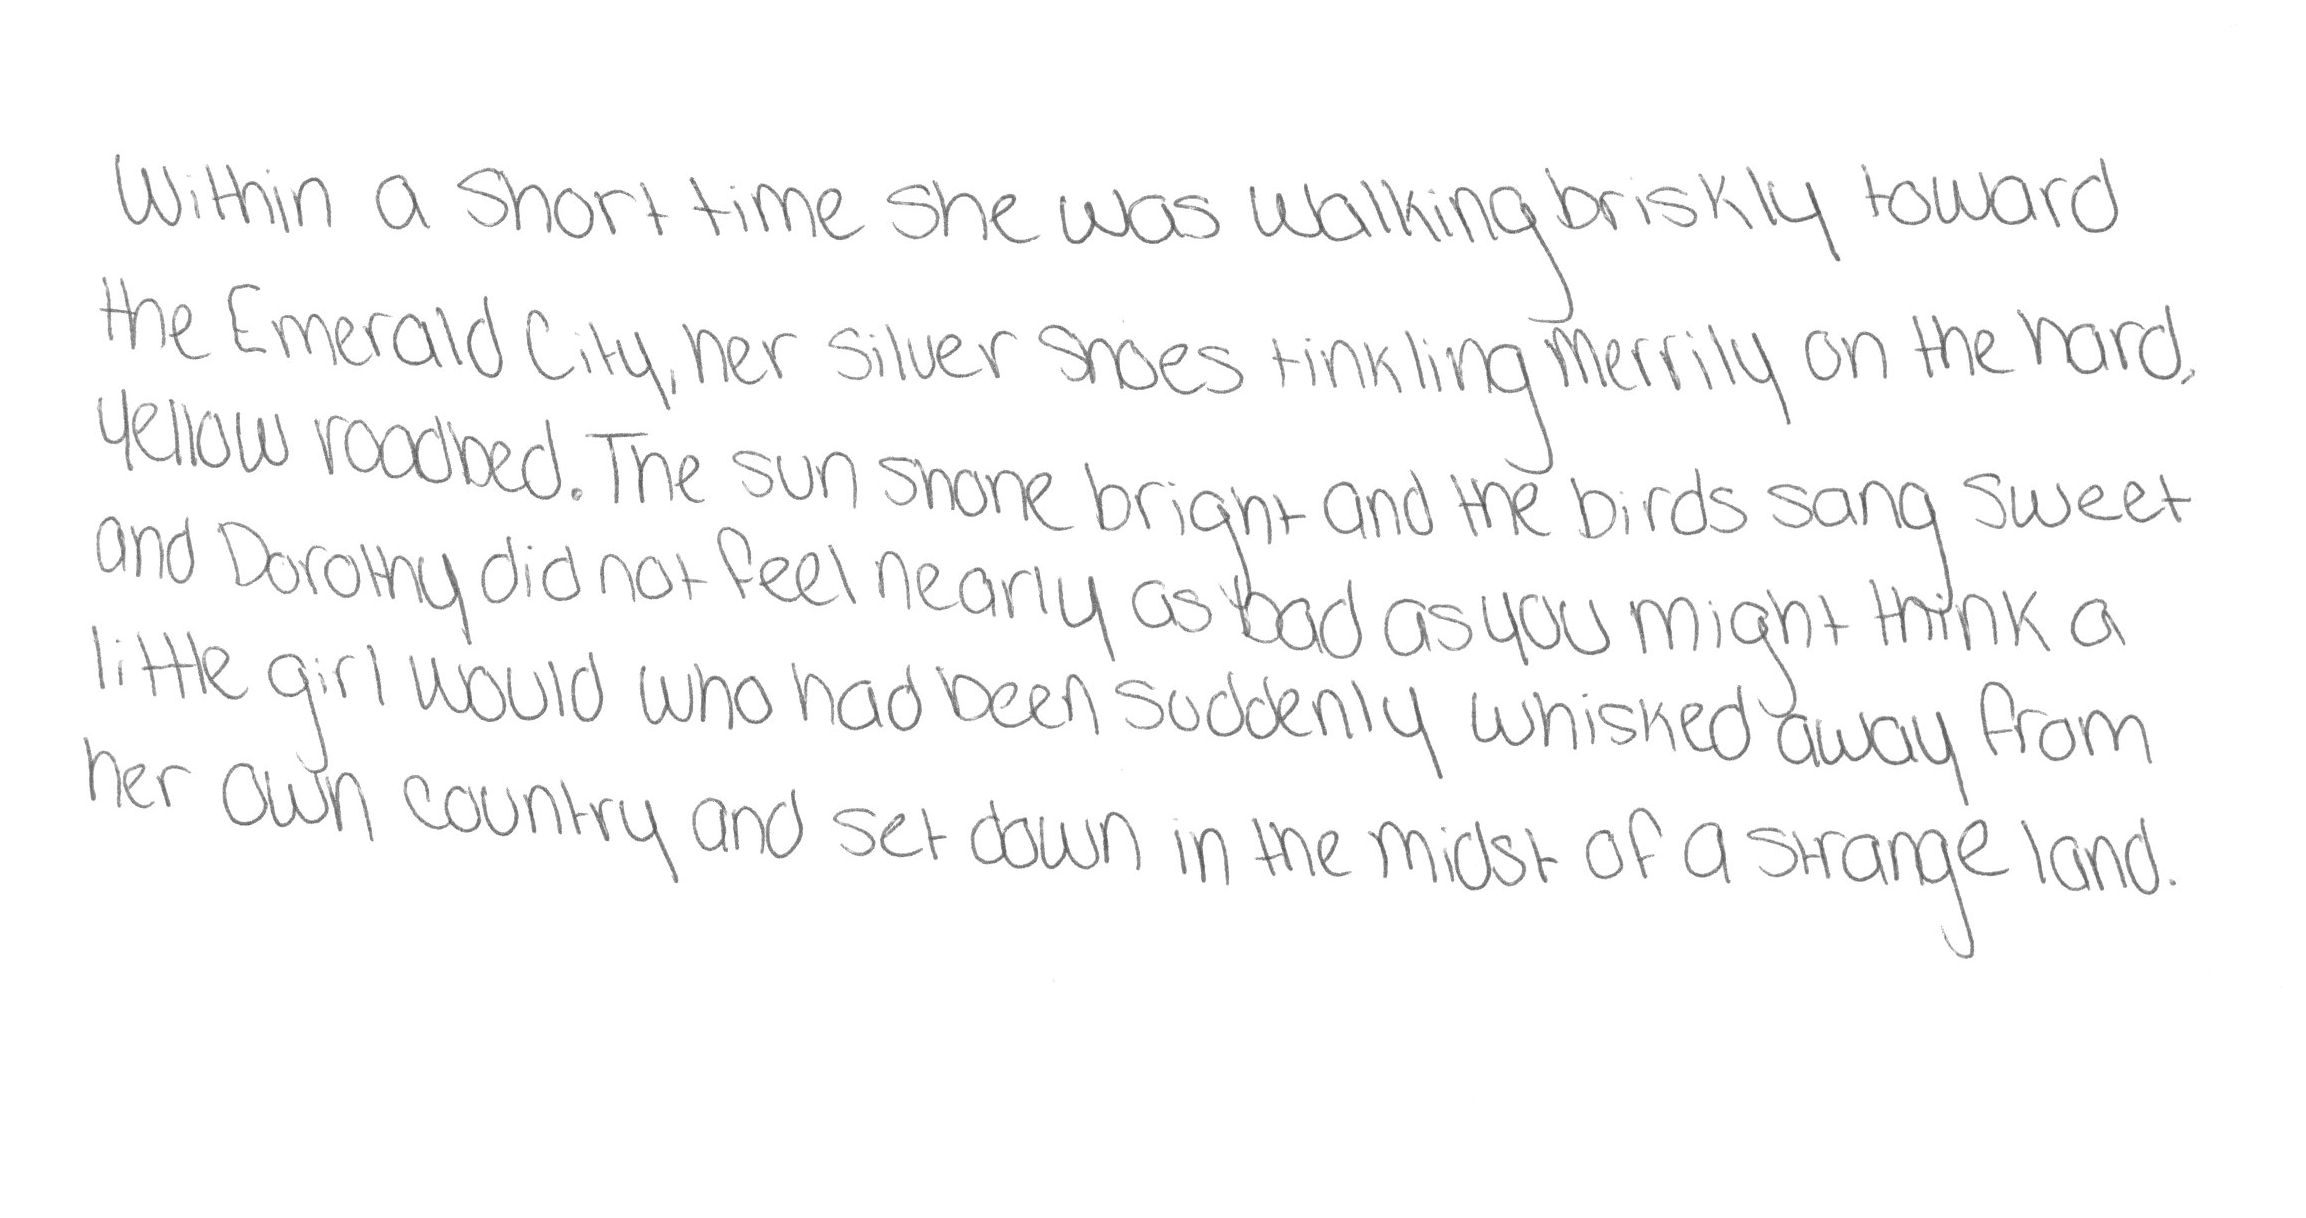 Within a short time she was walking briskly toward
the Emerald City, her silver shoes tinkling merrily on the hard,
yellow roadbed. The sun shone bright and the birds sang sweet
and Dorothy did not feel nearly as bad as you might think a
little girl would who had been suddenly whisked away from
her own country and set down in the midst of a strange land.